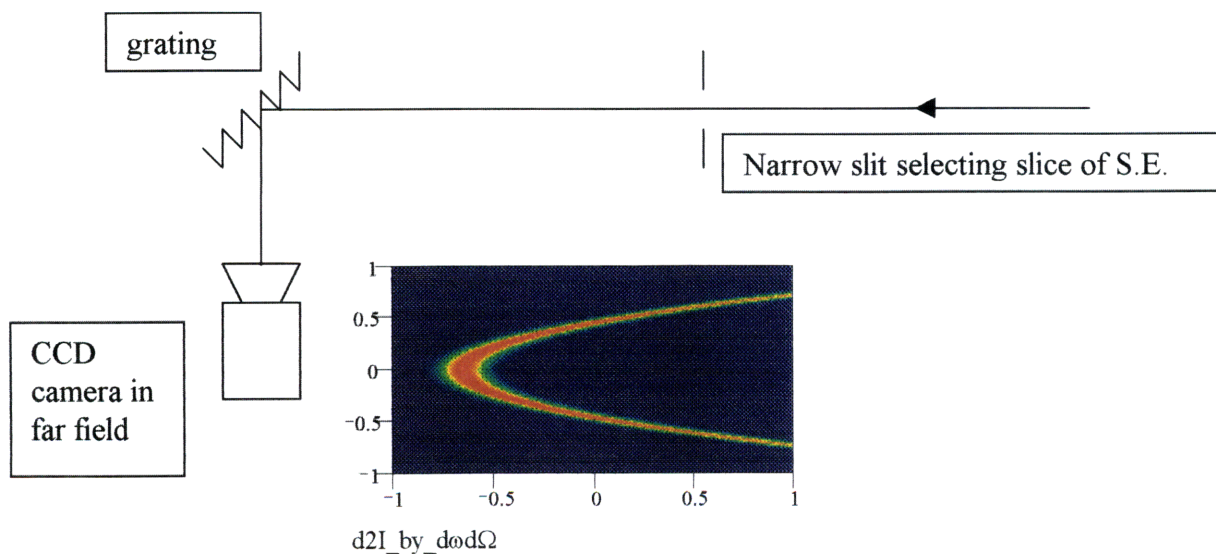 grating
Narrow slit selecting slice of S.E.
CCD
camera in
far field
1
0.5
0
−0.5
−1
−1
−0.5
0
0.5
1
d2I_by_dωdΩ